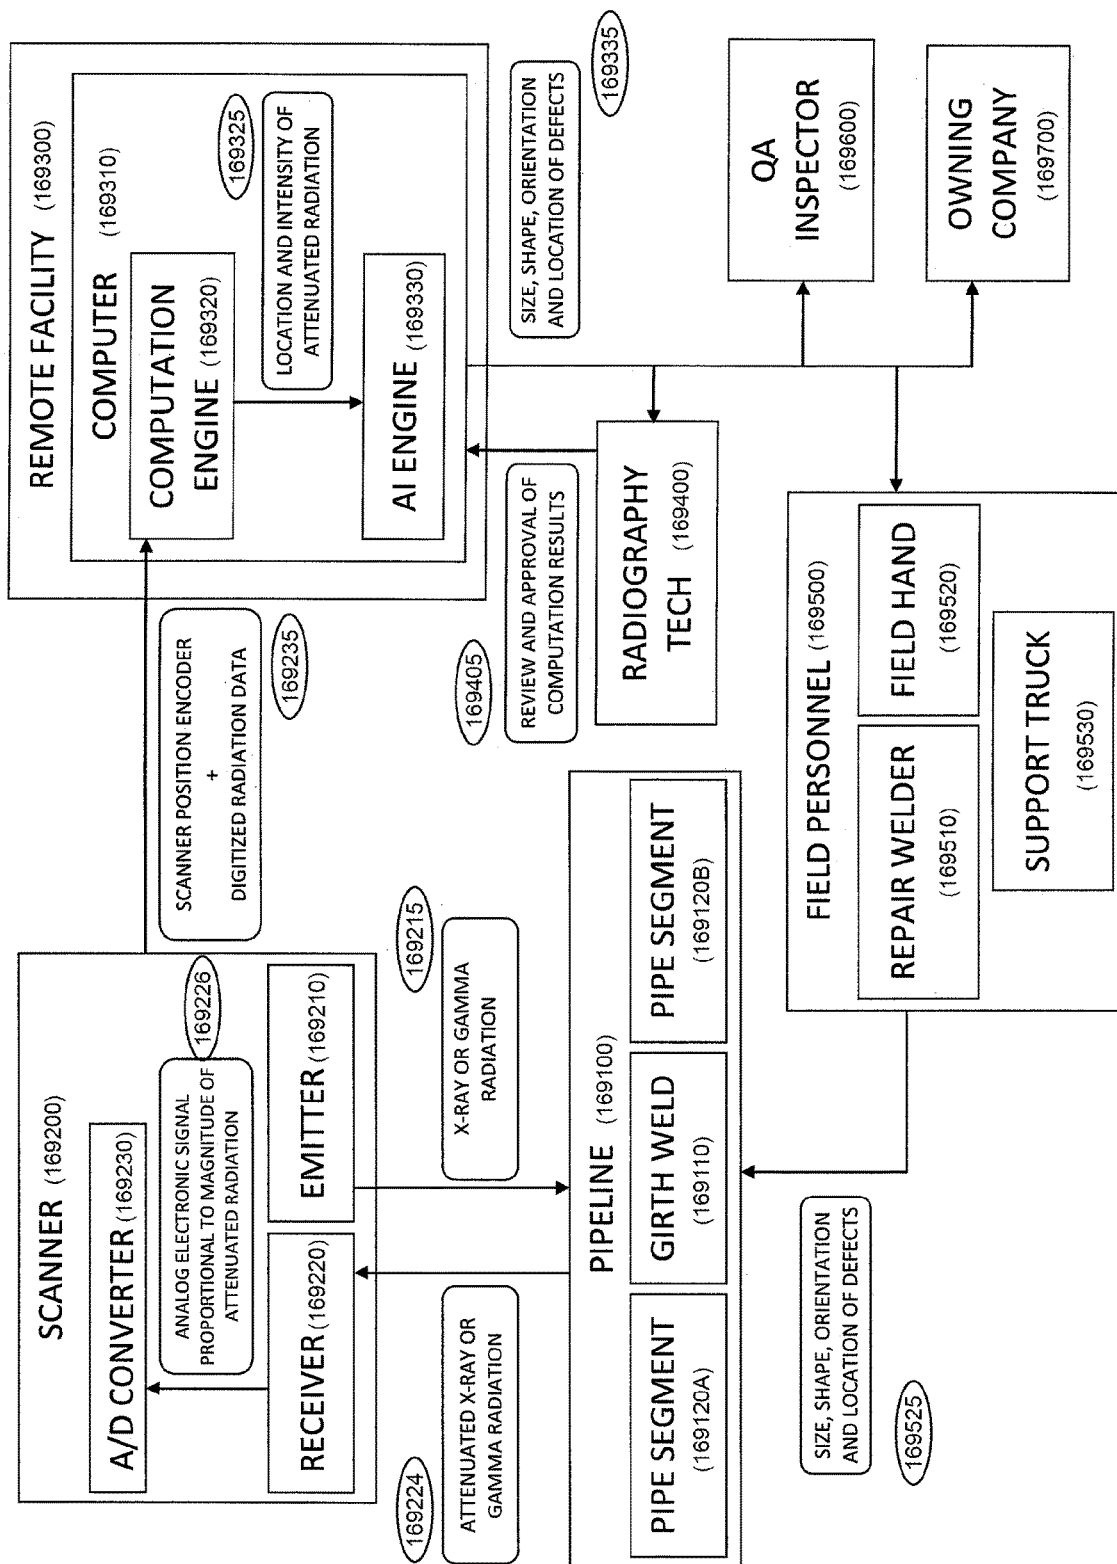 SCANNER (169200)
A/D CONVERTER (169230)
169226
ANALOG ELECTRONIC SIGNAL
PROPORTIONAL TO MAGNITUDE OF
ATTENUATED RADIATION
RECEIVER (169220)
EMITTER (169210)
SCANNER POSITION ENCODER
+
DIGITIZED RADIATION DATA
169235
REMOTE FACILITY (169300)
COMPUTER (169310)
COMPUTATION
ENGINE (169320)
169325
LOCATION AND INTENSITY OF
ATTENUATED RADIATION
AI ENGINE (169330)
169224
ATTENUATED X-RAY OR
GAMMA RADIATION
169215
X-RAY OR GAMMA
RADIATION
169405
REVIEW AND APPROVAL OF
COMPUTATION RESULTS
169335
SIZE, SHAPE, ORIENTATION
AND LOCATION OF DEFECTS
PIPELINE (169100)
PIPE SEGMENT
(169120A)
GIRTH WELD
(169110)
PIPE SEGMENT
(169120B)
RADIOGRAPHY
TECH (169400)
QA
INSPECTOR
(169600)
SIZE, SHAPE, ORIENTATION
AND LOCATION OF DEFECTS
169525
FIELD PERSONNEL (169500)
REPAIR WELDER
(169510)
FIELD HAND
(169520)
SUPPORT TRUCK
(169530)
OWNING
COMPANY
(169700)